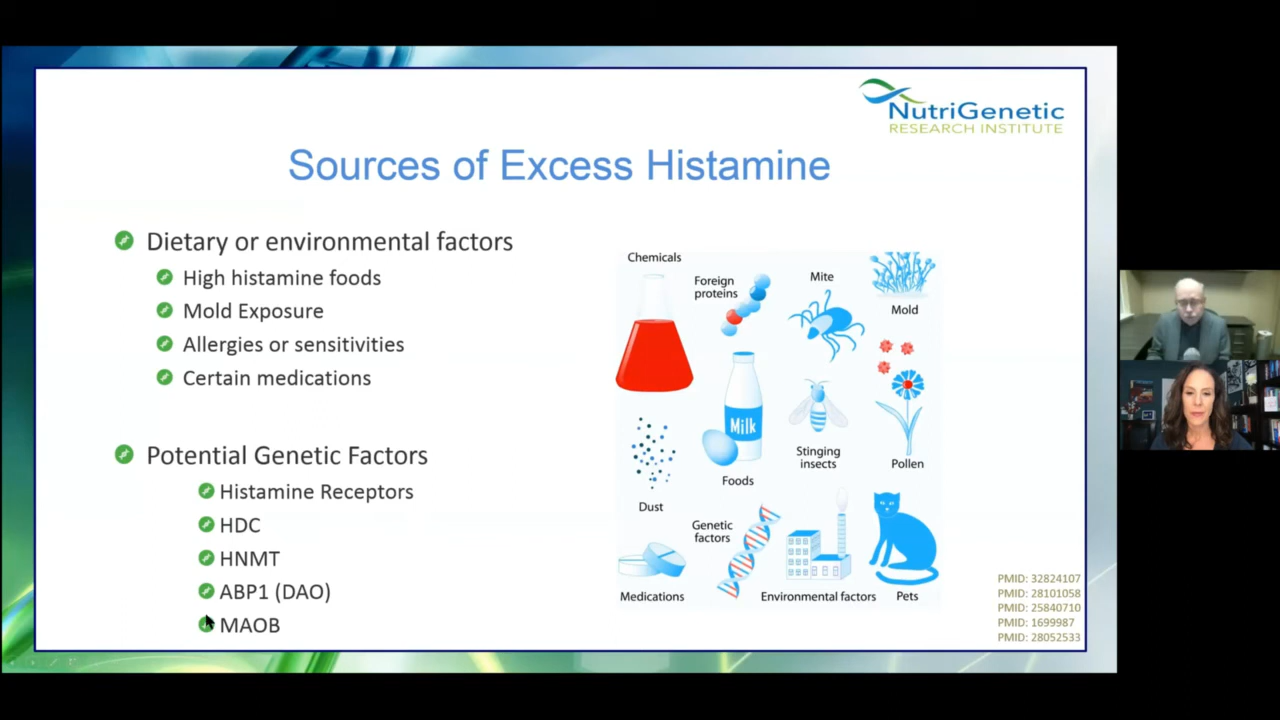 NutriGenetic
RESEARCH INSTITUTE
Sources of Excess Histamine
Dietary or environmental factors
High histamine foods
Mold Exposure
Allergies or sensitivities
Certain medications
Potential Genetic Factors
Histamine Receptors
HDC
HNMT
ABP1 (DAO)
MAOB
Chemicals
Foreign
proteins
Mite
Mold
Milk
Dust
Foods
Stinging
insects
Pollen
Genetic
factors
Medications
Environmental factors
Pets
PMID: 32824107
PMID: 28101058
PMID: 25840710
PMID: 1699987
PMID: 28052533